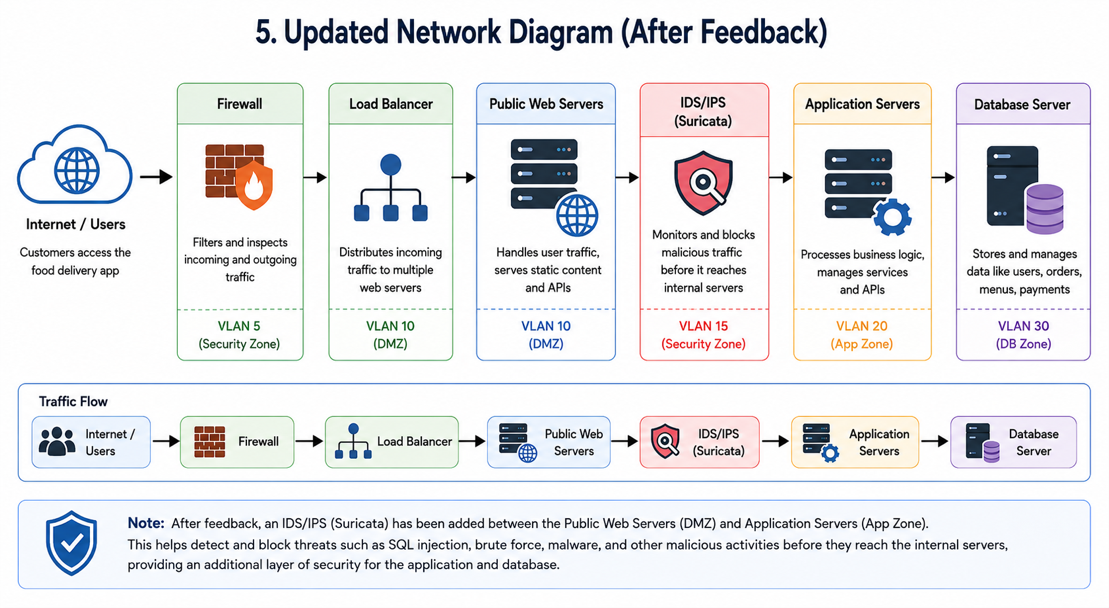 5. Updated Network Diagram (After Feedback)
Internet / Users
Customers access the
food delivery app
Firewall
Filters and inspects
incoming and outgoing
traffic
VLAN 5
(Security Zone)
Load Balancer
Distributes incoming
traffic to multiple
web servers
VLAN 10
(DMZ)
Public Web Servers
Handles user traffic,
serves static content
and APIs
VLAN 10
(DMZ)
IDS/IPS
(Suricata)
Monitors and blocks
malicious traffic
before it reaches
internal servers
VLAN 15
(Security Zone)
Application Servers
Processes business logic,
manages services
and APIs
VLAN 20
(App Zone)
Database Server
Stores and manages
data like users, orders,
menus, payments
VLAN 30
(DB Zone)
Traffic Flow
Internet /
Users
Firewall
Load Balancer
Public Web
Servers
IDS/IPS
(Suricata)
Application
Servers
Database
Server
Note: After feedback, an IDS/IPS (Suricata) has been added between the Public Web Servers (DMZ) and Application Servers (App Zone).
This helps detect and block threats such as SQL injection, brute force, malware, and other malicious activities before they reach the internal servers,
providing an additional layer of security for the application and database.